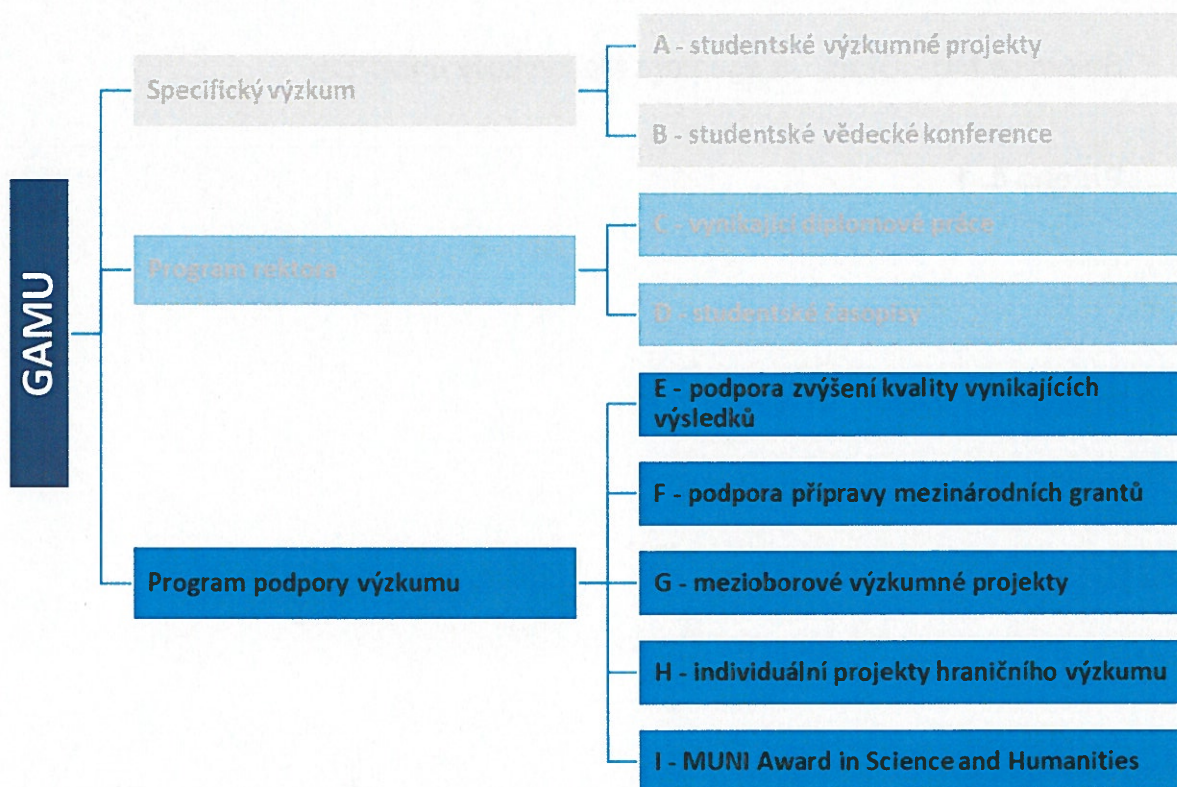 GAMU
Specifický výzkum
A - studentské výzkumné projekty
B - studentské vědecké konference
Program rektora
C - vynikající diplomové práce
D - studentské časopisy
Program podpory výzkumu
E - podpora zvýšení kvality vynikajících
výsledků
F - podpora přípravy mezinárodních grantů
G - mezioborové výzkumné projekty
H - individuální projekty hraničního výzkumu
I - MUNI Award in Science and Humanities